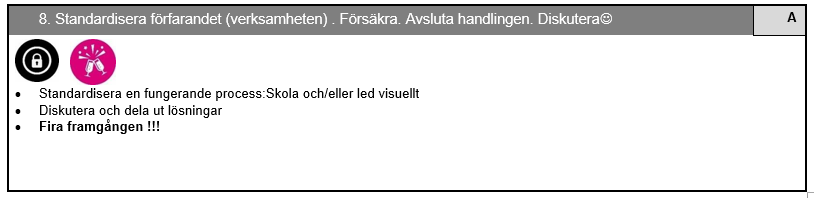 8. Standardisera förfarandet (verksamheten) . Försäkra. Avsluta handlingen. Diskutera☺ A
• Standardisera en fungerande process:Skola och/eller led visuellt
• Diskutera och dela ut lösningar
• Fira framgången !!!